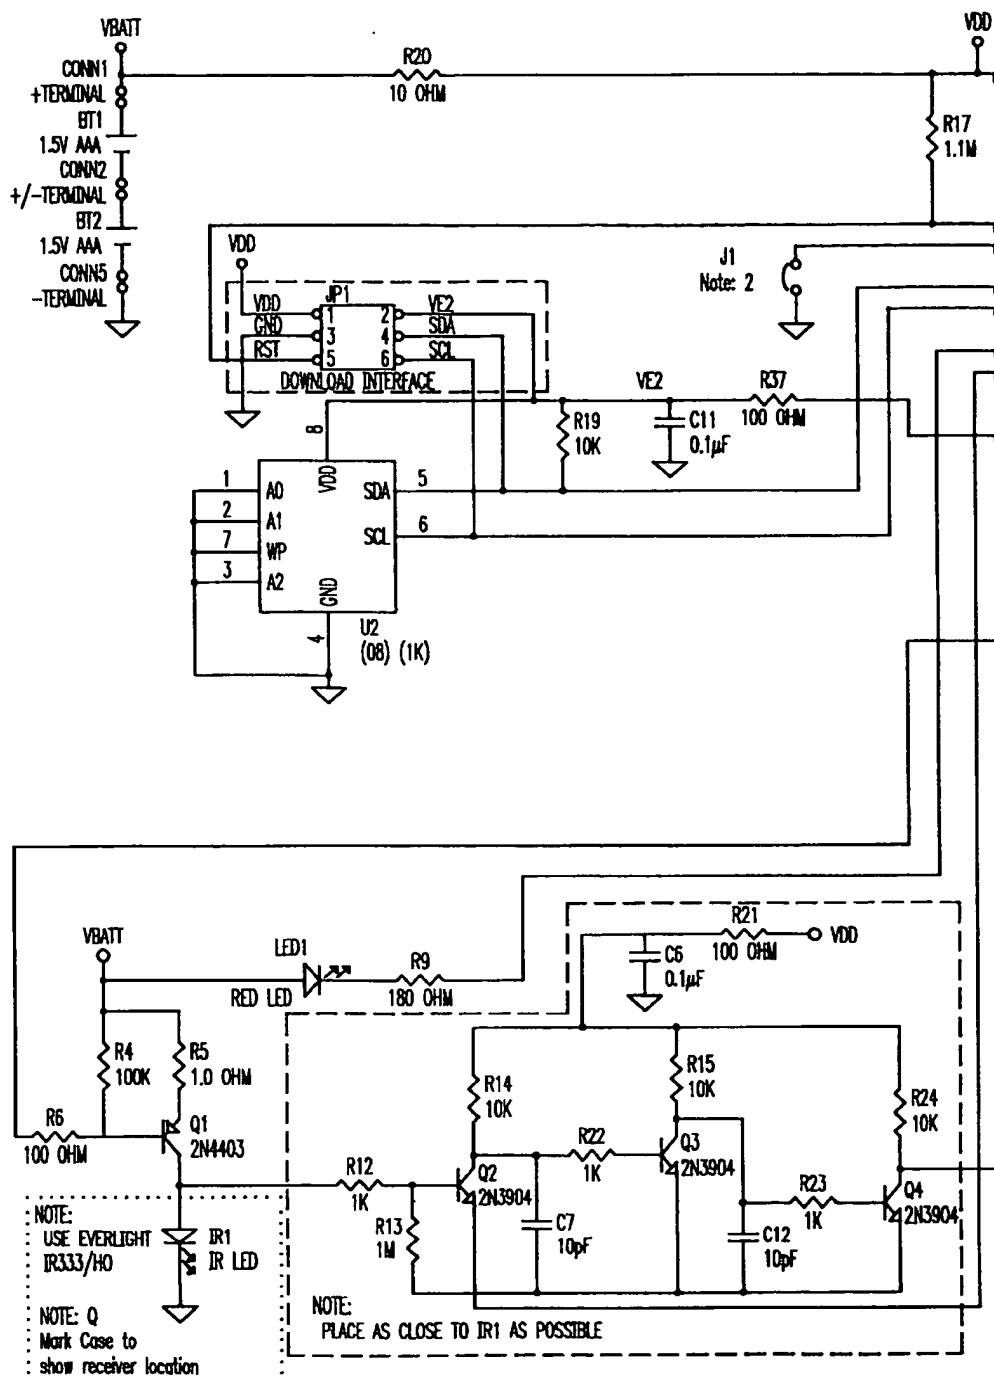 VBATT
VDD
CONN1
+TERMINAL
R20
10 OHM
BT1
1.5V AAA
R17
1.1M
CONN2
+/-TERMINAL
BT2
1.5V AAA
CONN5
-TERMINAL
VDD
J1
Note: 2
JP1
VDD 1 2 VE2
GND 3 4 SDA
RST 5 6 SCL
DOWNLOAD INTERFACE
VE2
R37
100 OHM
R19
10K
C11
0.1µF
8
VDD
1 A0 SDA 5
2 A1
7 WP SCL 6
3 A2
GND
4
U2
(08) (1K)
VBATT
LED1
RED LED
R9
180 OHM
R21
100 OHM
VDD
C6
0.1µF
R4
100K
R5
1.0 OHM
R14
10K
R15
10K
R24
10K
R6
100 OHM
Q1
2N4403
R12
1K
Q2
2N3904
R22
1K
Q3
2N3904
R23
1K
Q4
2N3904
R13
1M
C7
10pF
C12
10pF
NOTE:
USE EVERLIGHT
IR333/H0
IR1
IR LED
NOTE: Q
Mark Case to
show receiver location
NOTE:
PLACE AS CLOSE TO IR1 AS POSSIBLE